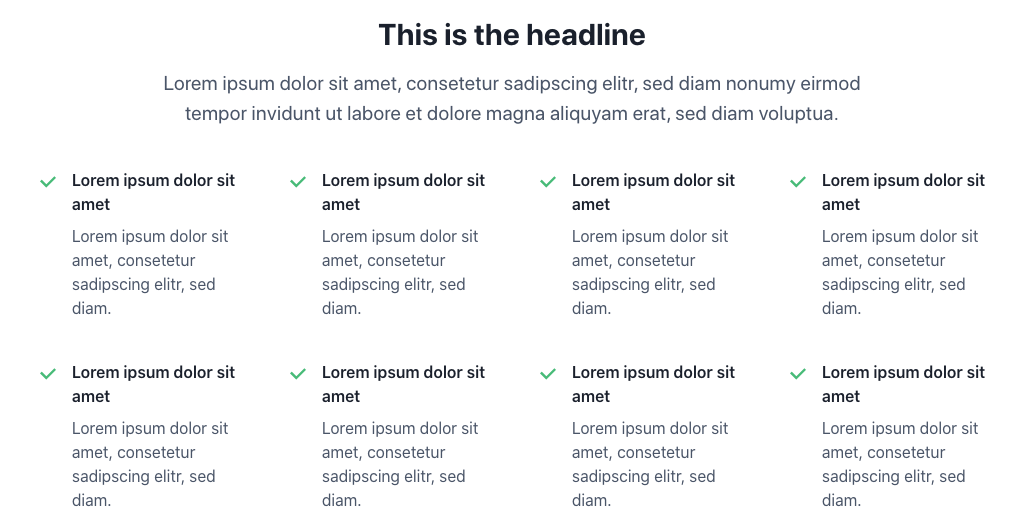 This is the headline
Lorem ipsum dolor sit amet, consetetur sadipscing elitr, sed diam nonumy eirmod
tempor invidunt ut labore et dolore magna aliquyam erat, sed diam voluptua.
Lorem ipsum dolor sit
amet
Lorem ipsum dolor sit
amet, consetetur
sadipscing elitr, sed
diam.
Lorem ipsum dolor sit
amet
Lorem ipsum dolor sit
amet, consetetur
sadipscing elitr, sed
diam.
Lorem ipsum dolor sit
amet
Lorem ipsum dolor sit
amet, consetetur
sadipscing elitr, sed
diam.
Lorem ipsum dolor sit
amet
Lorem ipsum dolor sit
amet, consetetur
sadipscing elitr, sed
diam.
Lorem ipsum dolor sit
amet
Lorem ipsum dolor sit
amet, consetetur
sadipscing elitr, sed
diam.
Lorem ipsum dolor sit
amet
Lorem ipsum dolor sit
amet, consetetur
sadipscing elitr, sed
diam.
Lorem ipsum dolor sit
amet
Lorem ipsum dolor sit
amet, consetetur
sadipscing elitr, sed
diam.
Lorem ipsum dolor sit
amet
Lorem ipsum dolor sit
amet, consetetur
sadipscing elitr, sed
diam.